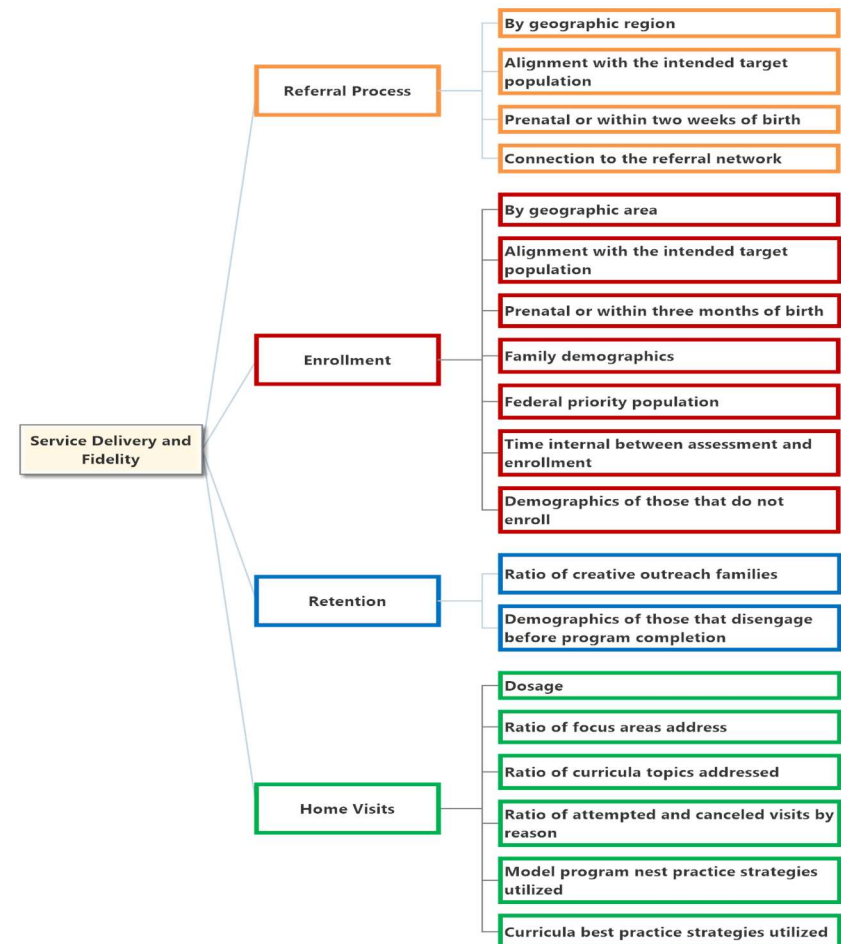 Service Delivery and
Fidelity
Referral Process
By geographic region
Alignment with the intended target
population
Prenatal or within two weeks of birth
Connection to the referral network
Enrollment
By geographic area
Alignment with the intended target
population
Prenatal or within three months of birth
Family demographics
Federal priority population
Time internal between assessment and
enrollment
Demographics of those that do not
enroll
Retention
Ratio of creative outreach families
Demographics of those that disengage
before program completion
Home Visits
Dosage
Ratio of focus areas address
Ratio of curricula topics addressed
Ratio of attempted and canceled visits by
reason
Model program nest practice strategies
utilized
Curricula best practice strategies utilized